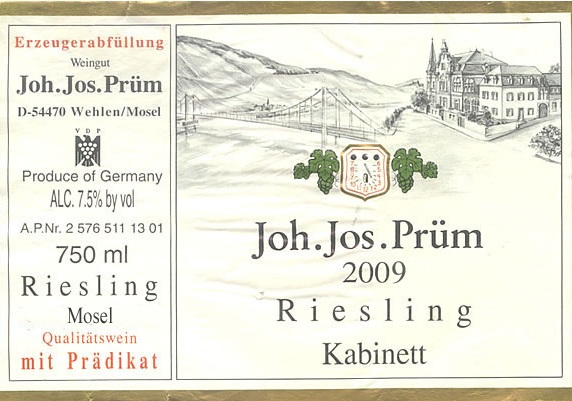 Erzeugerabfüllung
Weingut
Joh.Jos.Prüm
D-54470 Wehlen/Mosel
VDP
Produce of Germany
ALC. 7.5% by vol
A.P.Nr. 2 576 511 13 01
750 ml
Riesling
Mosel
Qualitätswein
mit Prädikat
Joh.Jos.Prüm
2009
Riesling
Kabinett